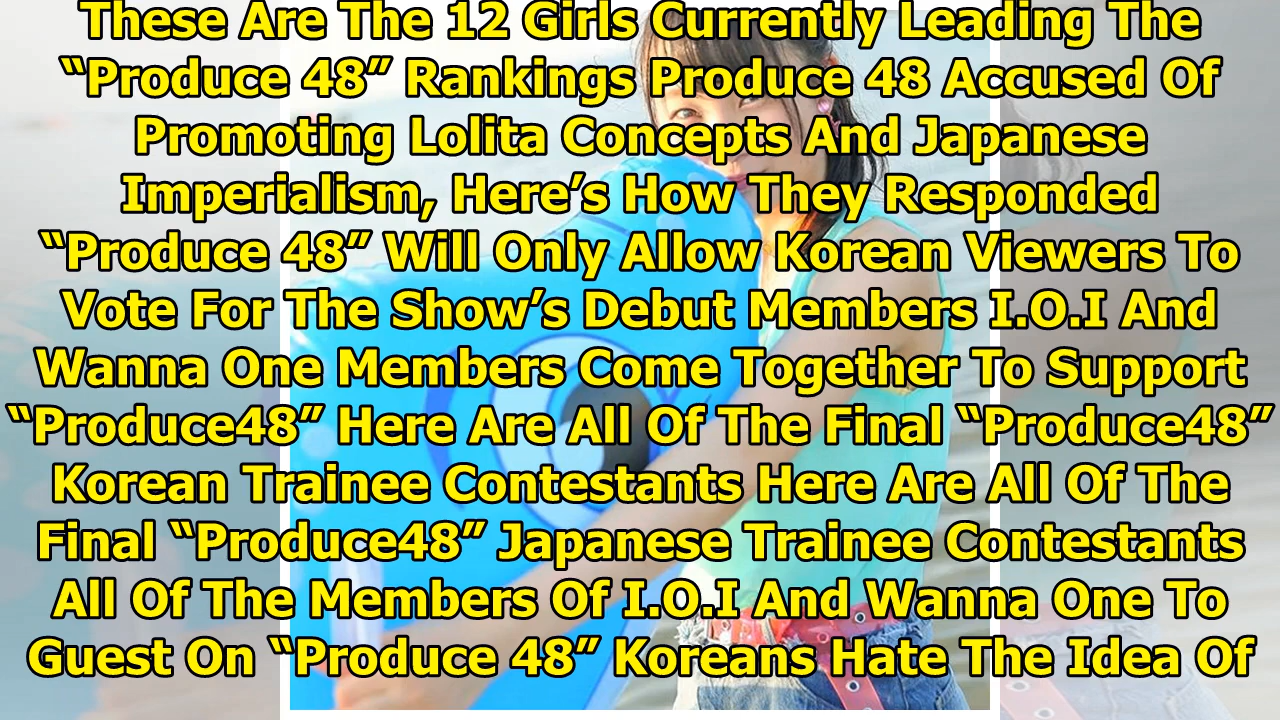 These Are The 12 Girls Currently Leading The
“Produce 48” Rankings Produce 48 Accused Of
Promoting Lolita Concepts And Japanese
Imperialism, Here’s How They Responded
“Produce 48” Will Only Allow Korean Viewers To
Vote For The Show’s Debut Members I.O.I And
Wanna One Members Come Together To Support
“Produce48” Here Are All Of The Final “Produce48”
Korean Trainee Contestants Here Are All Of The
Final “Produce48” Japanese Trainee Contestants
All Of The Members Of I.O.I And Wanna One To
Guest On “Produce 48” Koreans Hate The Idea Of